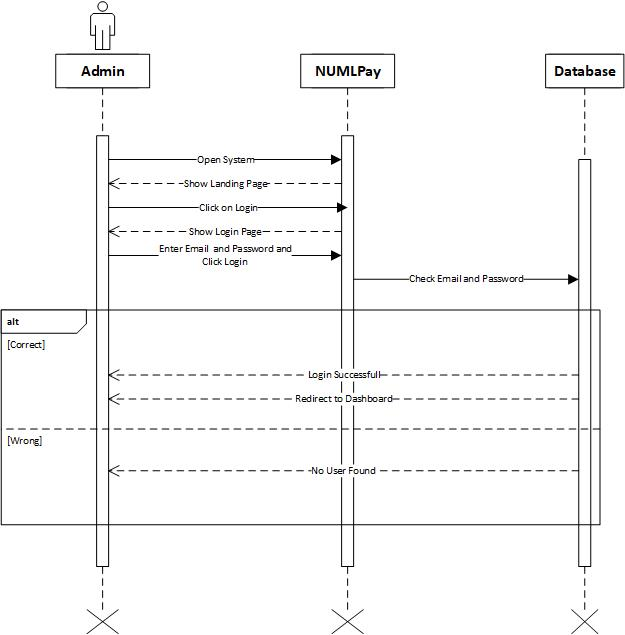 Admin
NUMLPay
Database
Open System
Show Landing Page
Click on Login
Show Login Page
Enter Email and Password and
Click Login
Check Email and Password
alt
[Correct]
Login Successfull
Redirect to Dashboard
[Wrong]
No User Found